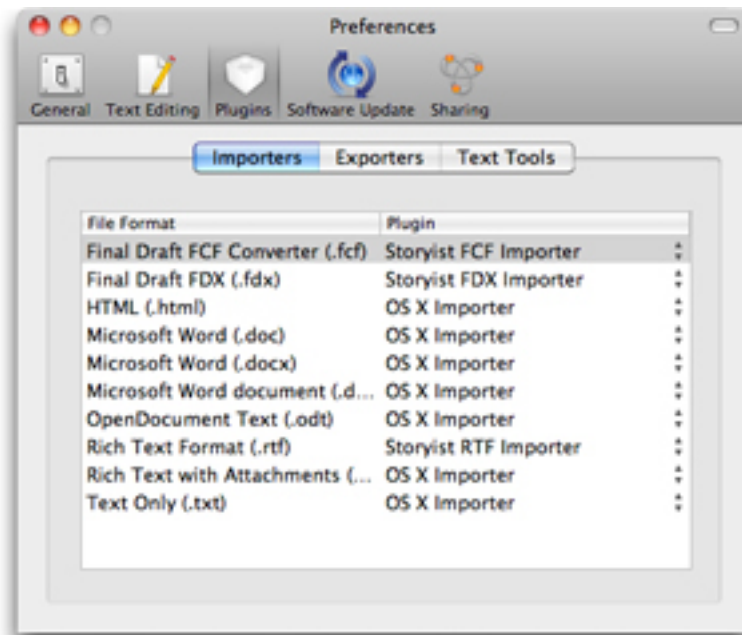 Preferences
General Text Editing Plugins Software Update Sharing
Importers Exporters Text Tools
File Format Plugin
Final Draft FCF Converter (.fcf) Storyist FCF Importer
Final Draft FDX (.fdx) Storyist FDX Importer
HTML (.html) OS X Importer
Microsoft Word (.doc) OS X Importer
Microsoft Word (.docx) OS X Importer
Microsoft Word document (.d... OS X Importer
OpenDocument Text (.odt) OS X Importer
Rich Text Format (.rtf) Storyist RTF Importer
Rich Text with Attachments (... OS X Importer
Text Only (.txt) OS X Importer